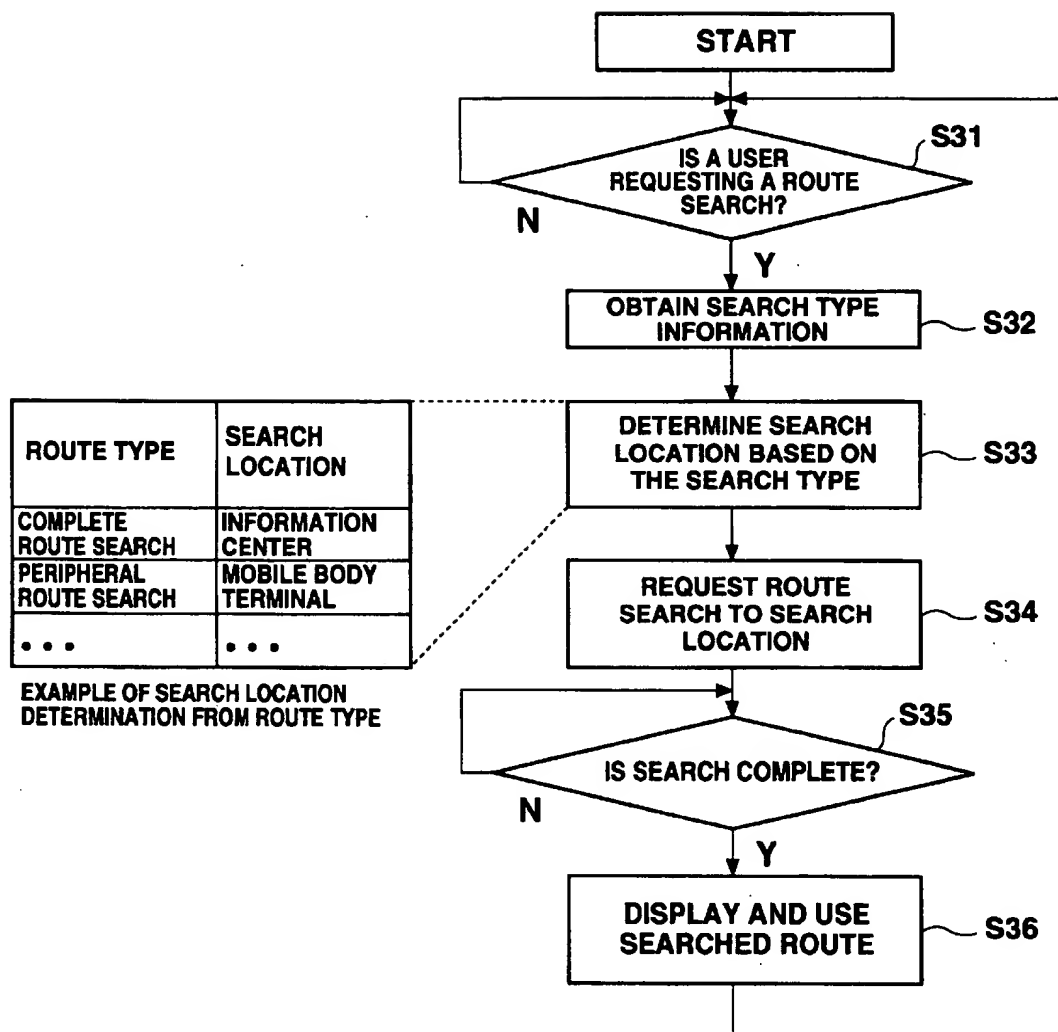 START
S31
IS A USER
REQUESTING A ROUTE
SEARCH?
N
Y
OBTAIN SEARCH TYPE
INFORMATION
S32
ROUTE TYPE
SEARCH
LOCATION
COMPLETE
ROUTE SEARCH
INFORMATION
CENTER
PERIPHERAL
ROUTE SEARCH
MOBILE BODY
TERMINAL
• • •
• • •
EXAMPLE OF SEARCH LOCATION
DETERMINATION FROM ROUTE TYPE
DETERMINE SEARCH
LOCATION BASED ON
THE SEARCH TYPE
S33
REQUEST ROUTE
SEARCH TO SEARCH
LOCATION
S34
S35
IS SEARCH COMPLETE?
N
Y
DISPLAY AND USE
SEARCHED ROUTE
S36